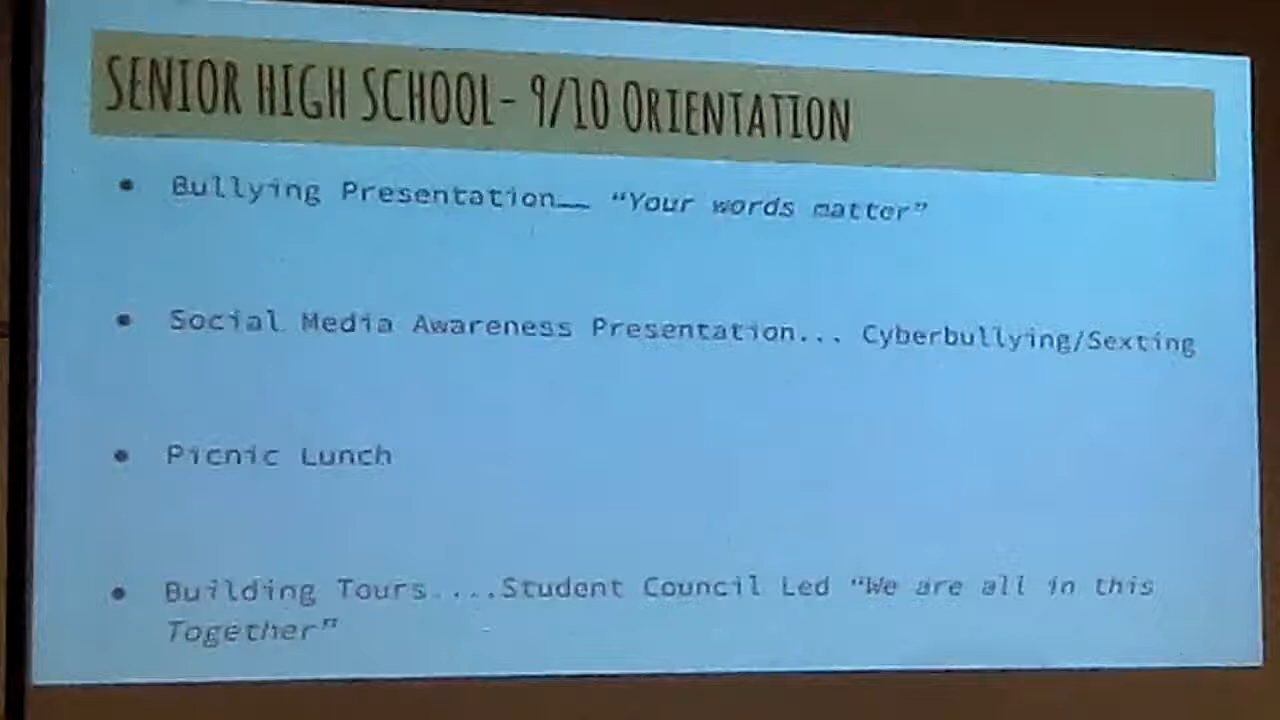 SENIOR HIGH SCHOOL- 9/10 ORIENTATION
• Bullying Presentation__ “Your words matter”
• Social Media Awareness Presentation... Cyberbullying/Sexting
• Picnic Lunch
• Building Tours....Student Council Led “We are all in this
Together”